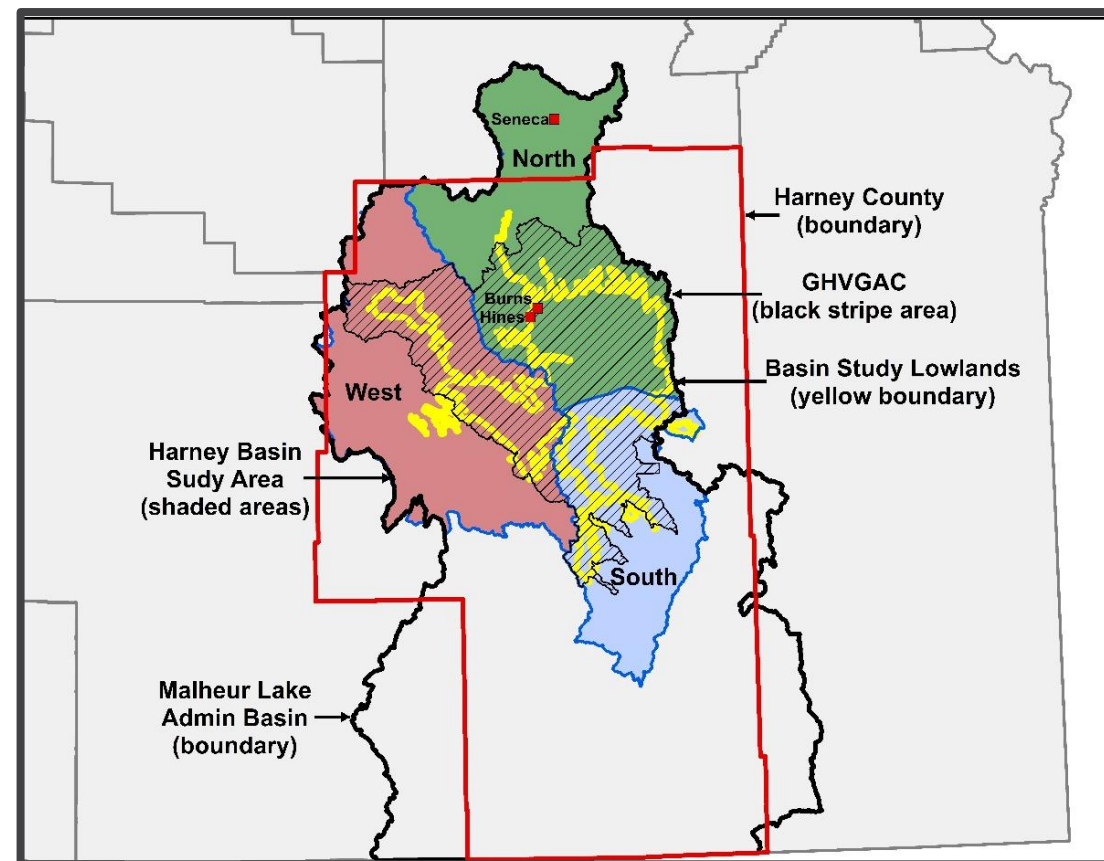 Seneca
North
Harney County
(boundary)
GHVGAC
(black stripe area)
Burns
Hines
Basin Study Lowlands
(yellow boundary)
West
Harney Basin
Sudy Area
(shaded areas)
South
Malheur Lake
Admin Basin
(boundary)